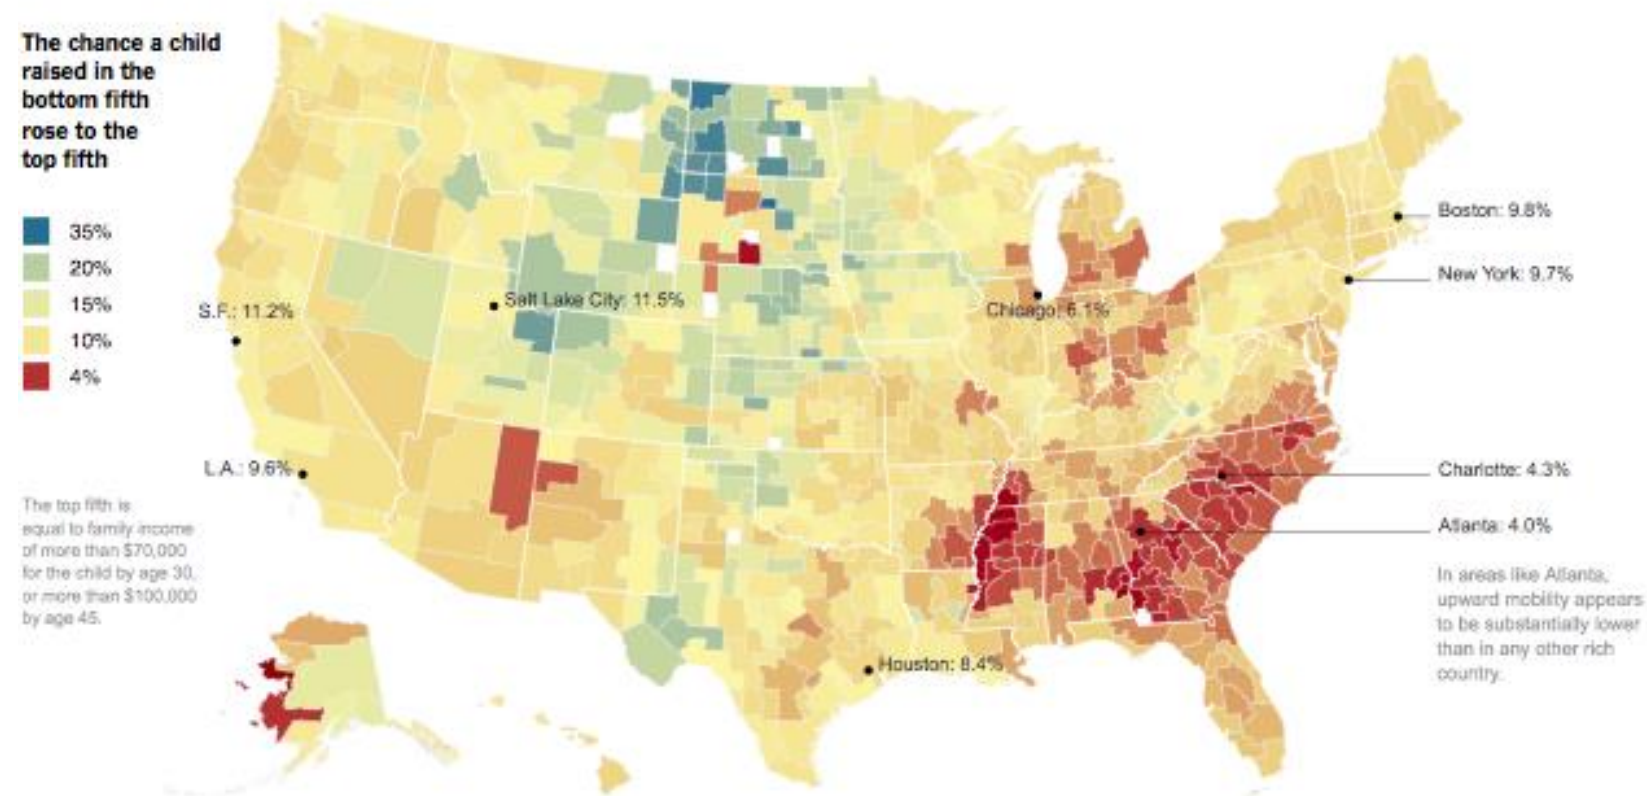 The chance a child
raised in the
bottom fifth
rose to the
top fifth
35%
20%
15%
10%
4%
S.F.: 11.2%
Salt Lake City: 11.5%
L.A.: 9.6%
Chicago: 6.1%
Boston: 9.8%
New York: 9.7%
Charlotte: 4.3%
Atlanta: 4.0%
Houston: 8.4%
The top fifth is
equal to family income
of more than $70,000
for the child by age 30,
or more than $100,000
by age 45.
In areas like Atlanta,
upward mobility appears
to be substantially lower
than in any other rich
country.